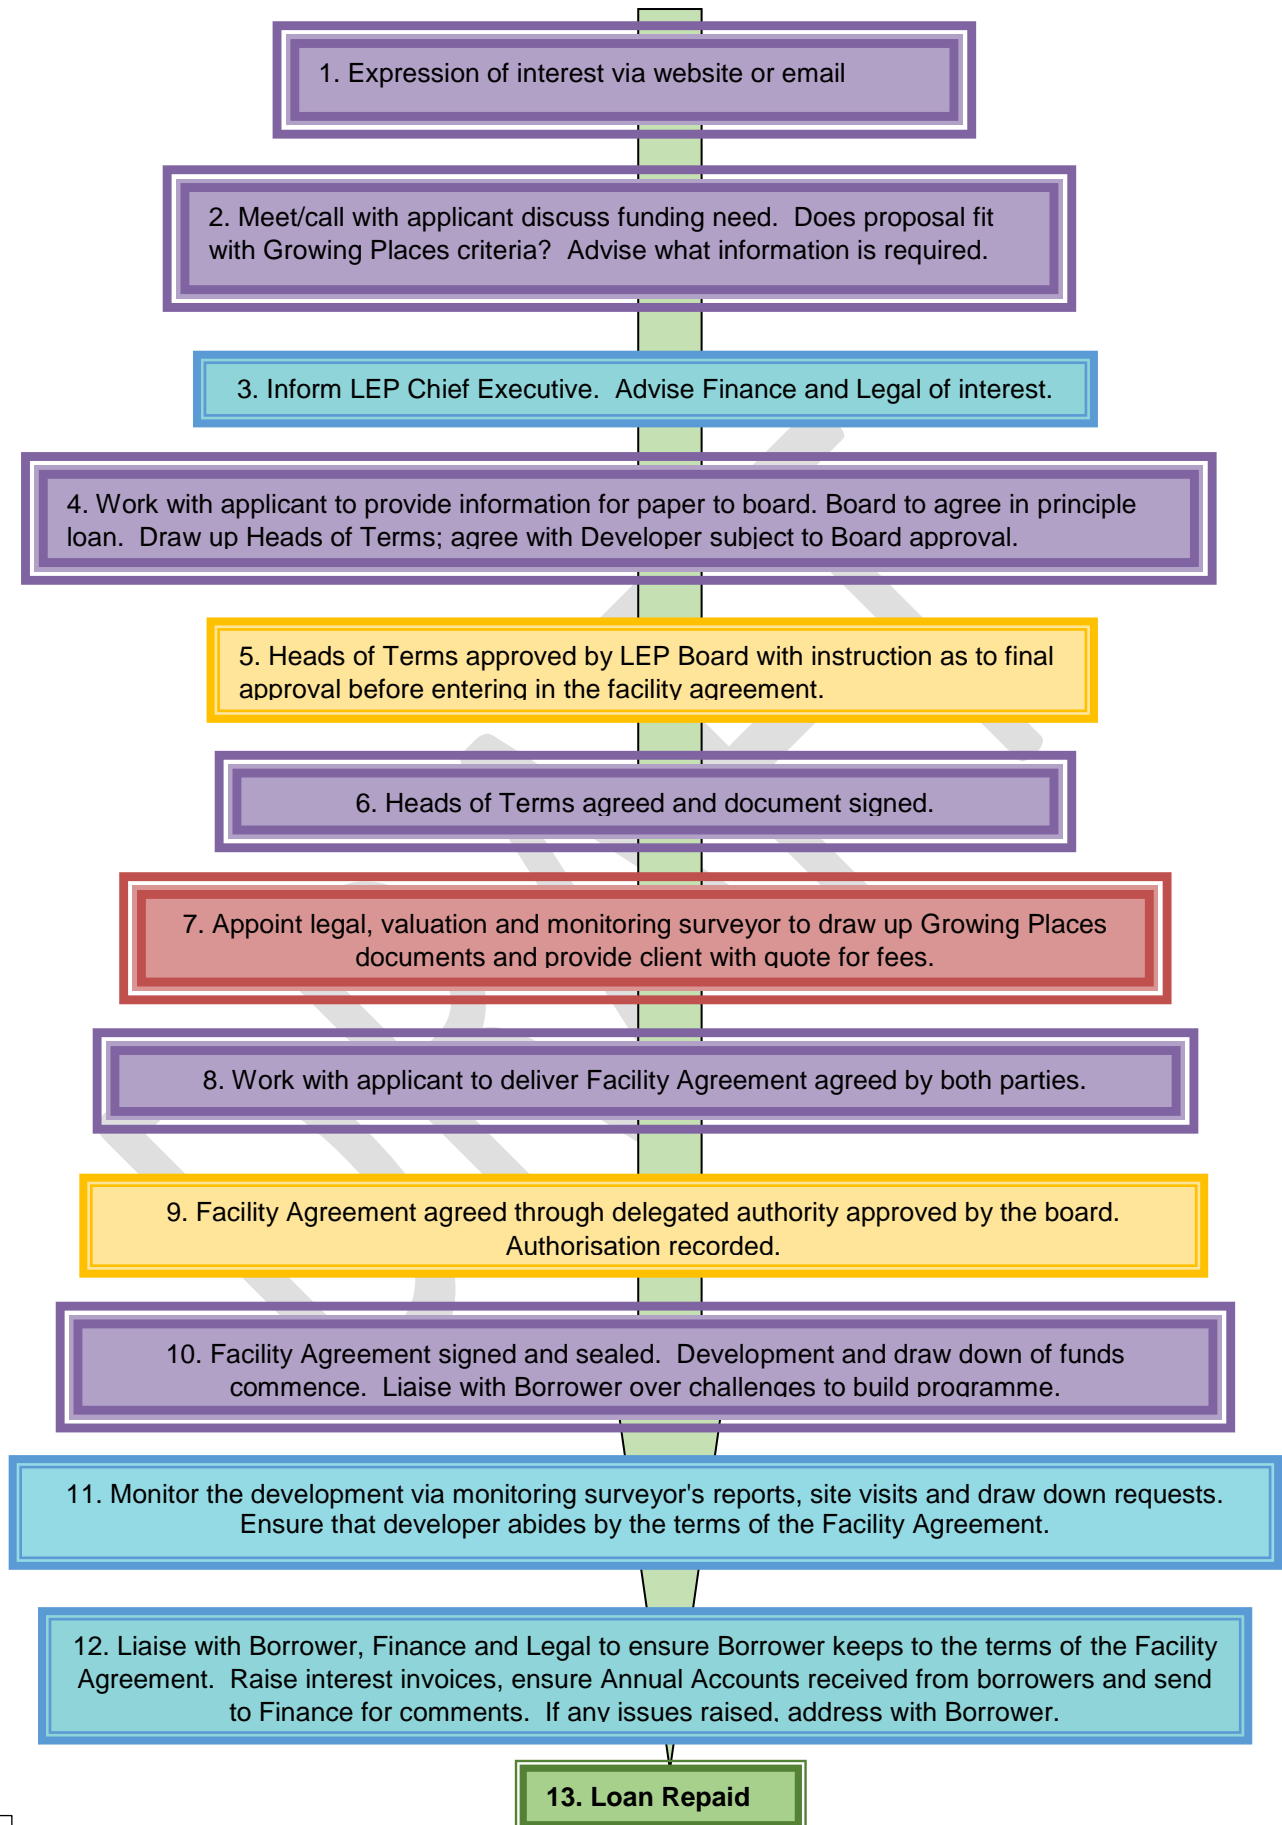 1. Expression of interest via website or email
2. Meet/call with applicant discuss funding need.  Does proposal fit
with Growing Places criteria?  Advise what information is required.
3. Inform LEP Chief Executive.  Advise Finance and Legal of interest.
4. Work with applicant to provide information for paper to board. Board to agree in principle
loan.  Draw up Heads of Terms; agree with Developer subject to Board approval.
5. Heads of Terms approved by LEP Board with instruction as to final
approval before entering in the facility agreement.
6. Heads of Terms agreed and document signed.
7. Appoint legal, valuation and monitoring surveyor to draw up Growing Places
documents and provide client with quote for fees.
8. Work with applicant to deliver Facility Agreement agreed by both parties.
9. Facility Agreement agreed through delegated authority approved by the board.
Authorisation recorded.
10. Facility Agreement signed and sealed.  Development and draw down of funds
commence.  Liaise with Borrower over challenges to build programme.
11. Monitor the development via monitoring surveyor's reports, site visits and draw down requests.
Ensure that developer abides by the terms of the Facility Agreement.
12. Liaise with Borrower, Finance and Legal to ensure Borrower keeps to the terms of the Facility
Agreement.  Raise interest invoices, ensure Annual Accounts received from borrowers and send
to Finance for comments.  If any issues raised, address with Borrower.
13. Loan Repaid
DRAFT